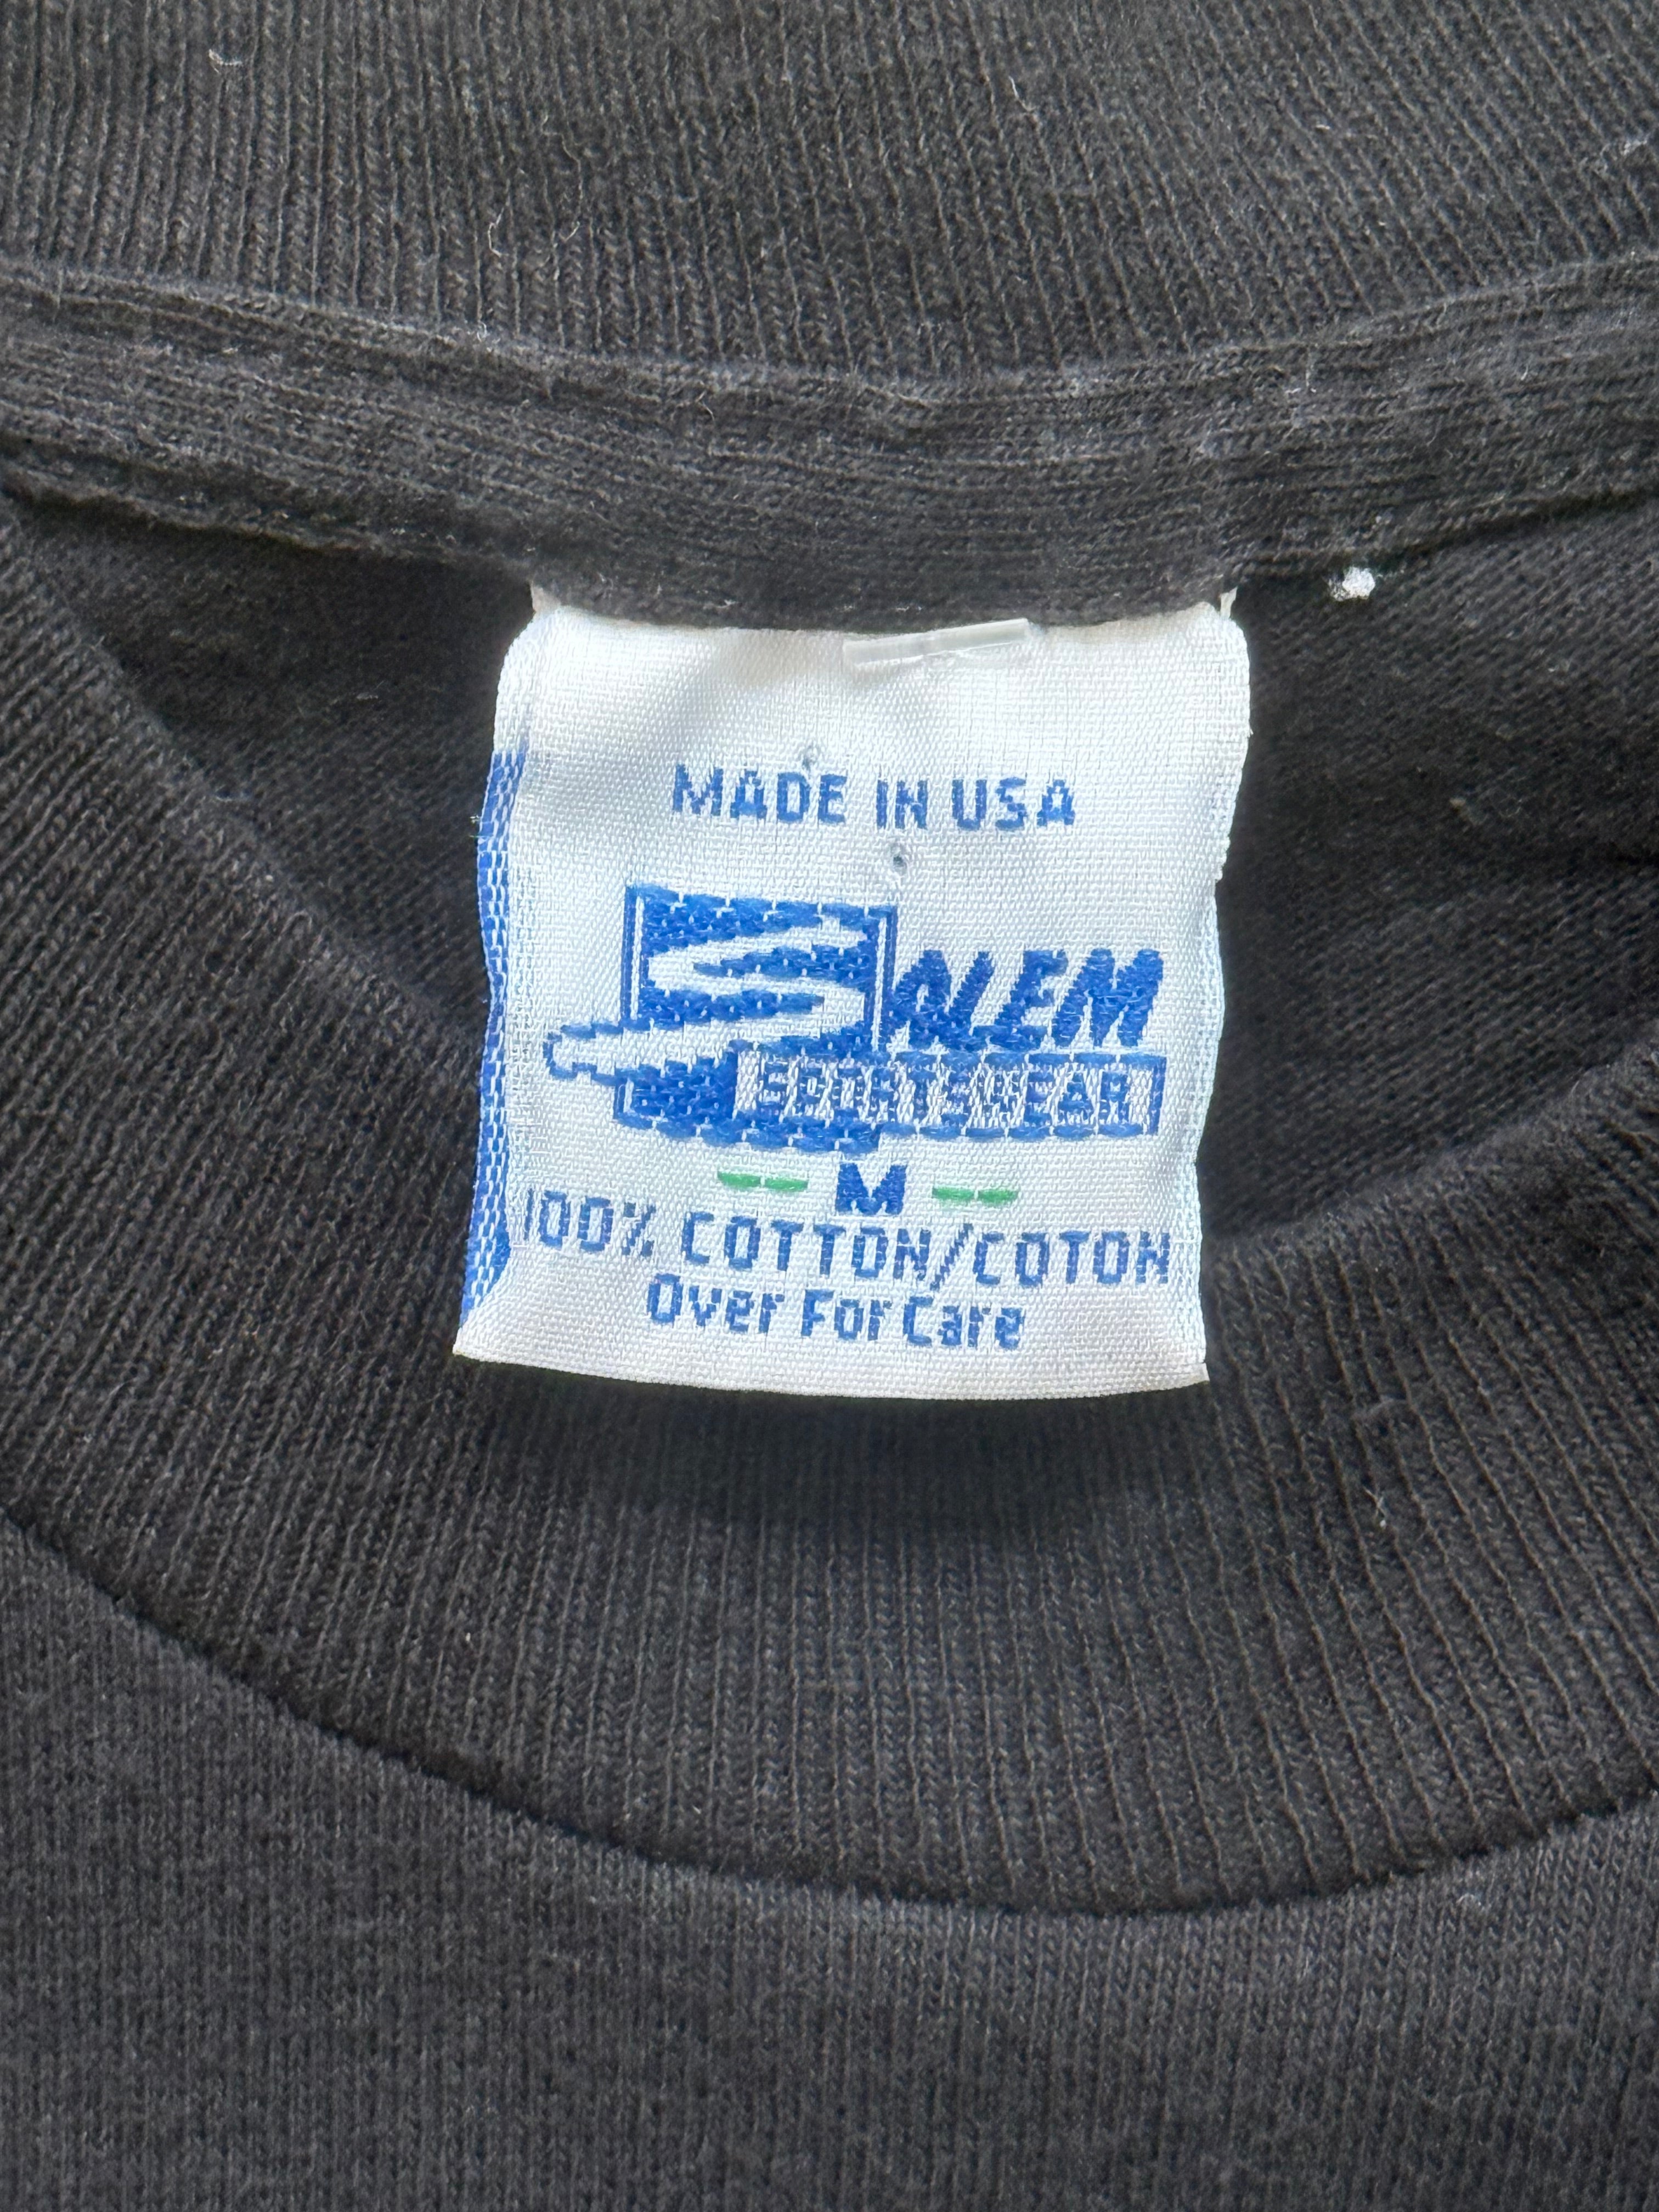 MADE IN USA
SALEM
SPORTSWEAR
M
100% COTTON/COTON
Over For Care